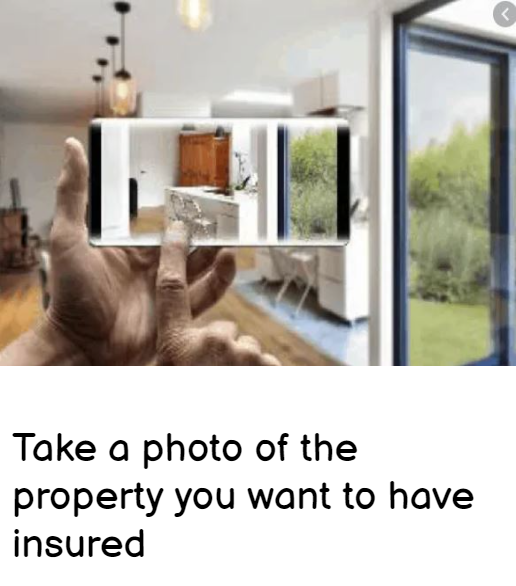 Take a photo of the
property you want to have
insured